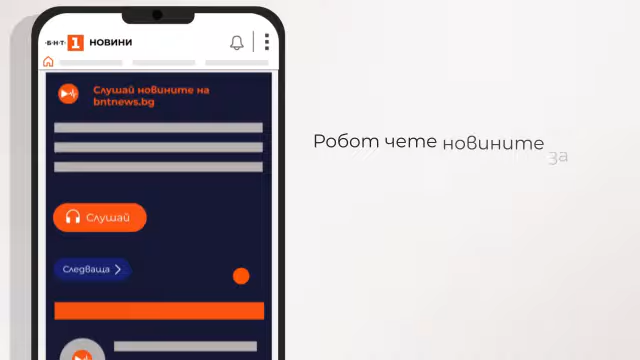 БНТ 1 НОВИНИ
Слушай новините на
bntnews.bg
Слушай
Следваща
Робот чете новините за